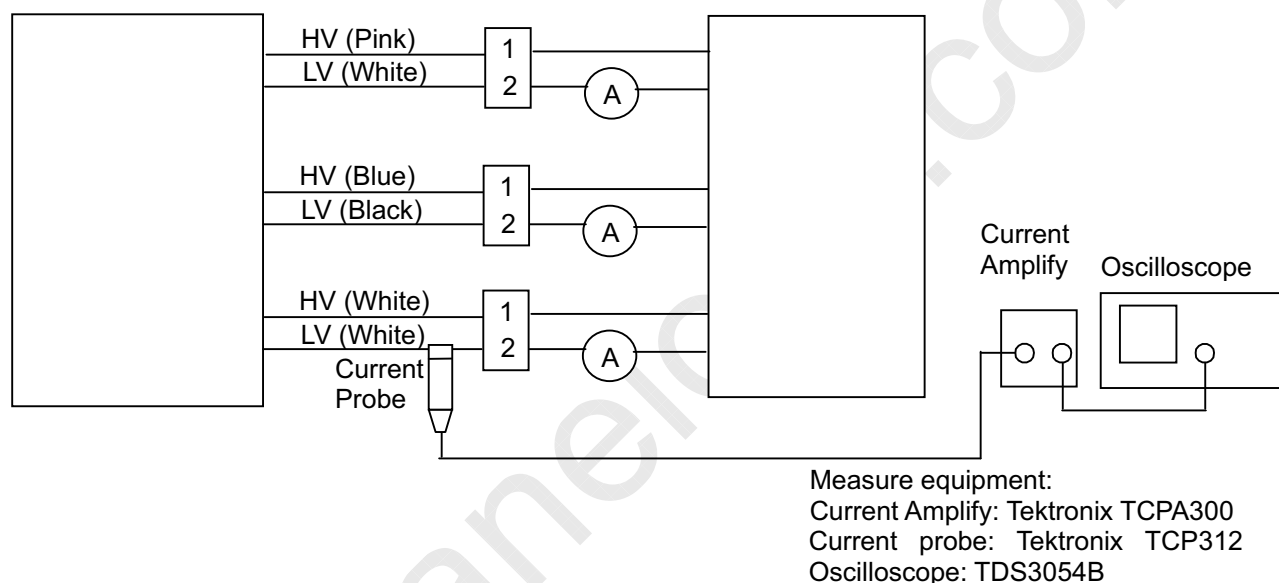 HV (Pink)
LV (White)
1
2
A
HV (Blue)
LV (Black)
1
2
A
HV (White)
LV (White)
1
2
A
Current
Probe
Current
Amplify
Oscilloscope
Measure equipment:
Current Amplify: Tektronix TCPA300
Current probe: Tektronix TCP312
Oscilloscope: TDS3054B